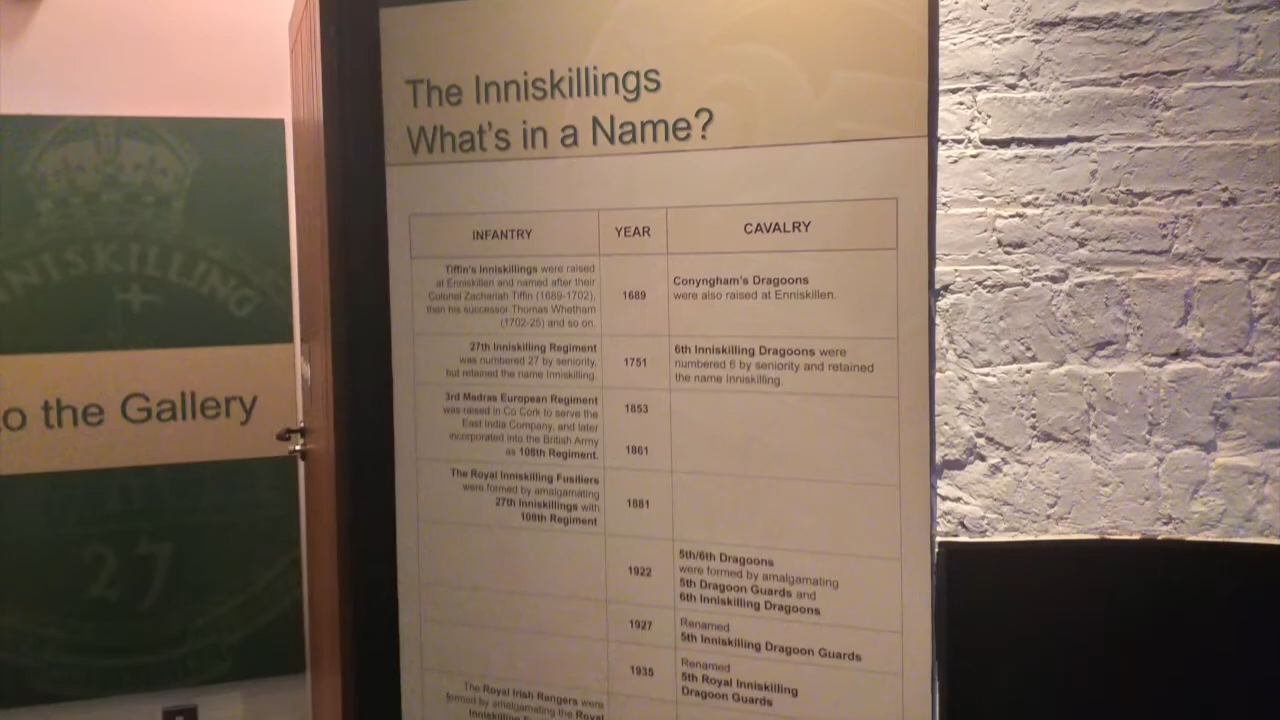 The Inniskillings
What's in a Name?
INFANTRY
YEAR
CAVALRY
Tiffin's Inniskillings were raised
at Enniskillen and named after their
Colonel Zachariah Tiffin (1689-1702),
then his successor Thomas Whetham
(1702-25) and so on.
1689
Conyngham's Dragoons
were also raised at Enniskillen.
27th Inniskilling Regiment
was numbered 27 by seniority,
but retained the name Inniskilling.
1751
6th Inniskilling Dragoons were
numbered 6 by seniority and retained
the name Inniskilling.
3rd Madras European Regiment
was raised in Co Cork to serve the
East India Company, and later
incorporated into the British Army
as 108th Regiment.
1853
1861
The Royal Inniskilling Fusiliers
were formed by amalgamating
27th Inniskillings with
108th Regiment
1881
1922
5th/6th Dragoons
were formed by amalgamating
5th Dragoon Guards and
6th Inniskilling Dragoons
1927
Renamed
5th Inniskilling Dragoon Guards
1935
Renamed
5th Royal Inniskilling
Dragoon Guards
The Royal Irish Rangers were
formed by amalgamating the Royal
NNISKILLING
o the Gallery
27